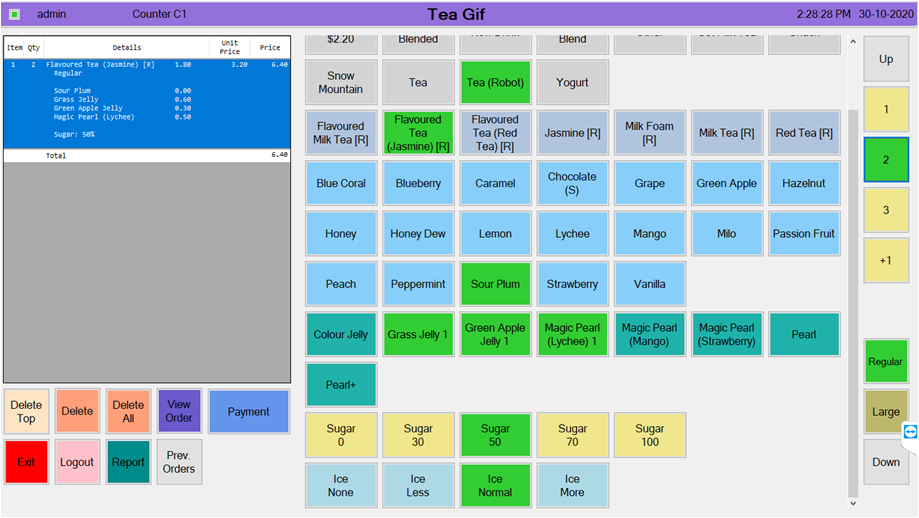 admin Counter C1 Tea Gif 2:28:28 PM 30-10-2020
Item Qty Details Unit Price Price
1 2 Flavoured Tea (Jasmine) [R] 1.80 3.20 6.40
Regular
Sour Plum 0.00
Grass Jelly 0.60
Green Apple Jelly 0.30
Magic Pearl (Lychee) 0.50
Sugar: 50%
Total 6.40
Delete Top Delete Delete All View Order Payment
Exit Logout Report Prev. Orders
$2.20 Blended Blend
Snow Mountain Tea Tea (Robot) Yogurt
Flavoured Milk Tea [R] Flavoured Tea (Jasmine) [R] Flavoured Tea (Red Tea) [R] Jasmine [R] Milk Foam [R] Milk Tea [R] Red Tea [R]
Blue Coral Blueberry Caramel Chocolate (S) Grape Green Apple Hazelnut
Honey Honey Dew Lemon Lychee Mango Milo Passion Fruit
Peach Peppermint Sour Plum Strawberry Vanilla
Colour Jelly Grass Jelly 1 Green Apple Jelly 1 Magic Pearl (Lychee) 1 Magic Pearl (Mango) Magic Pearl (Strawberry) Pearl
Pearl+
Sugar 0 Sugar 30 Sugar 50 Sugar 70 Sugar 100
Ice None Ice Less Ice Normal Ice More
Up
1
2
3
+1
Regular
Large
Down